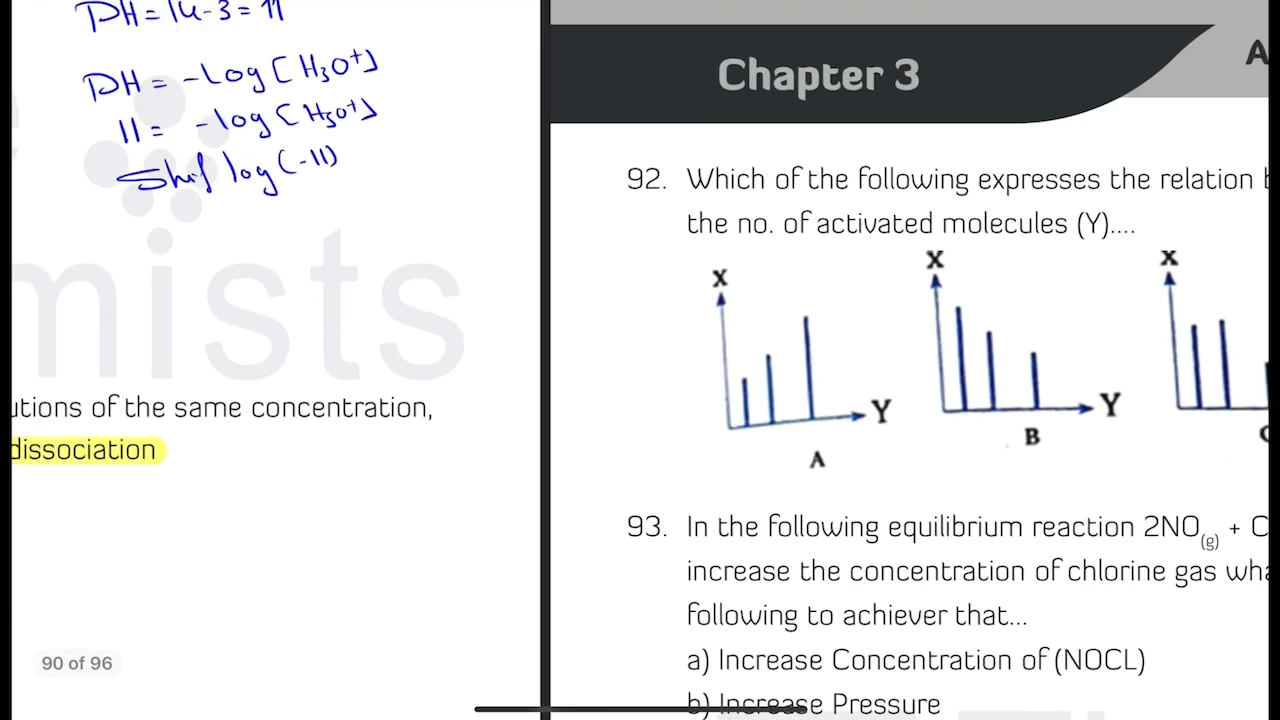 PH = 14 - 3 = 11
PH = -log [H₃O⁺]
11 = -log [H₃O⁺]
Shif log (-11)
mists
utions of the same concentration,
dissociation
90 of 96
Chapter 3
A
92. Which of the following expresses the relation b
the no. of activated molecules (Y)....
X
Y
A
X
Y
B
X
C
93. In the following equilibrium reaction 2NO(g) + C
increase the concentration of chlorine gas wha
following to achiever that...
a) Increase Concentration of (NOCL)
b) Increase Pressure